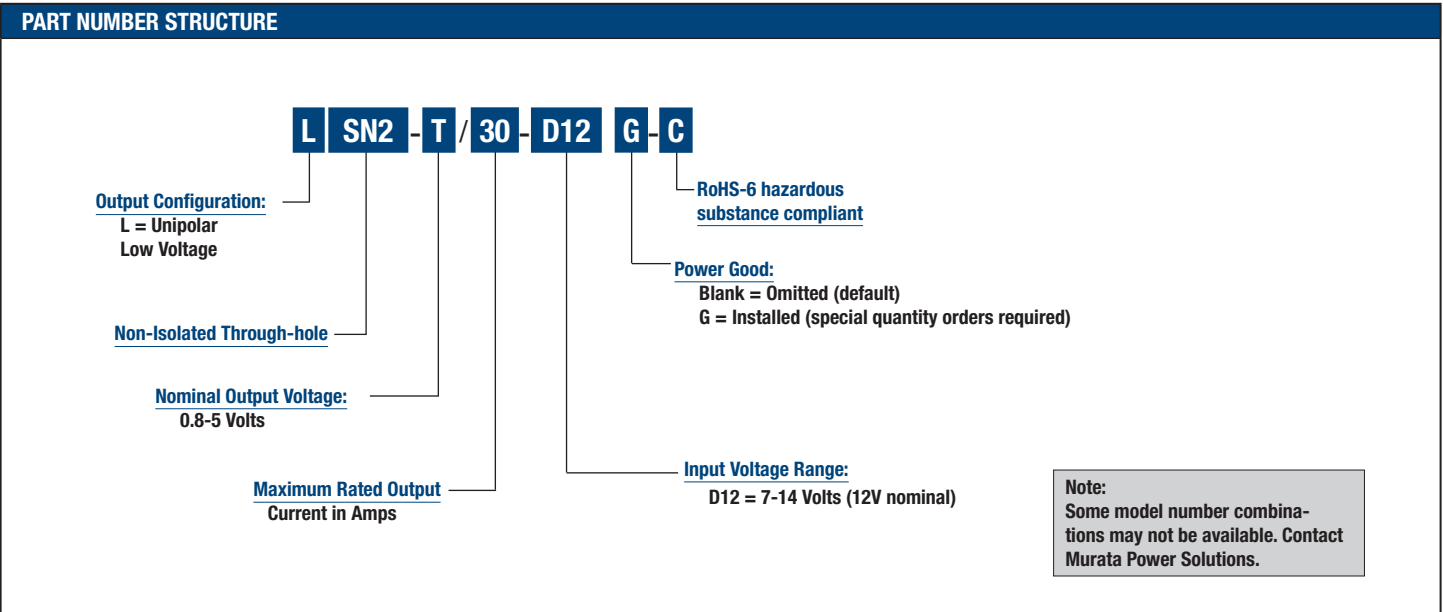 PART NUMBER STRUCTURE
L SN2 - T / 30 - D12 G - C
Output Configuration:
L = Unipolar
Low Voltage
Non-Isolated Through-hole
Nominal Output Voltage:
0.8-5 Volts
Maximum Rated Output
Current in Amps
RoHS-6 hazardous
substance compliant
Power Good:
Blank = Omitted (default)
G = Installed (special quantity orders required)
Input Voltage Range:
D12 = 7-14 Volts (12V nominal)
Note:
Some model number combina-
tions may not be available. Contact
Murata Power Solutions.